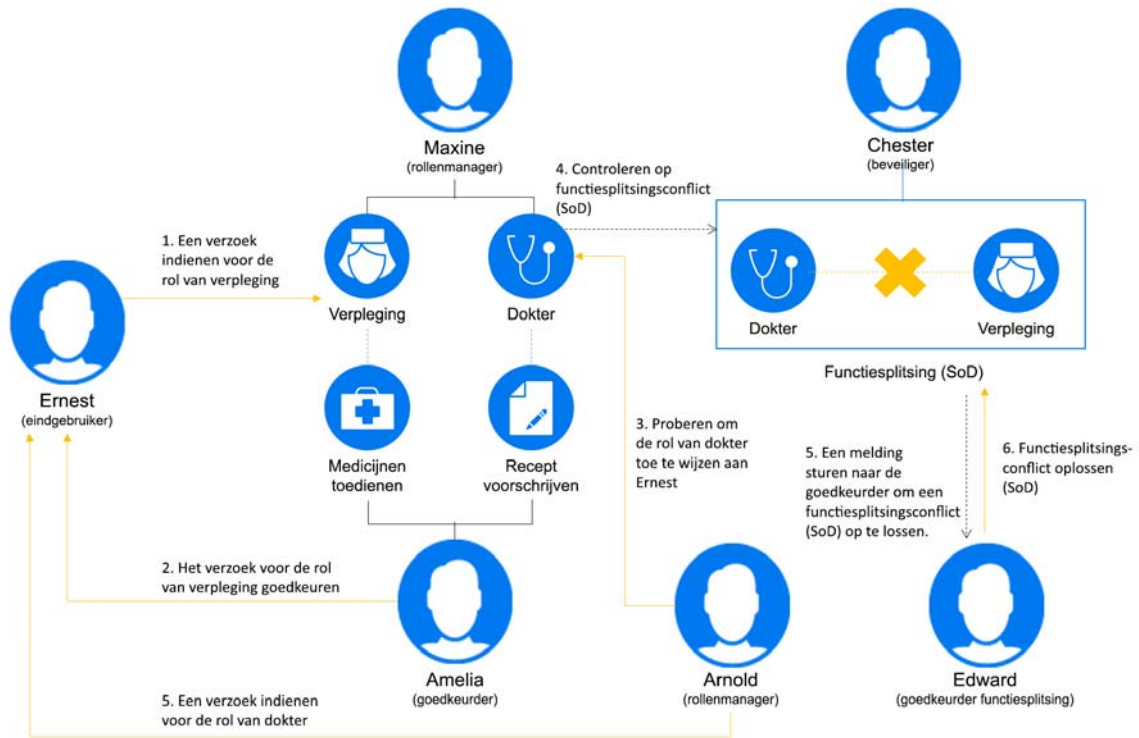 Maxine
(rollenmanager)
Chester
(beveiliger)
4. Controleren op
functiesplitsingsconflict
(SoD)
1. Een verzoek
indienen voor de
rol van verpleging
Verpleging
Dokter
Dokter
Verpleging
Functiesplitsing (SoD)
Ernest
(eindgebruiker)
Medicijnen
toedienen
Recept
voorschrijven
3. Proberen om
de rol van dokter
toe te wijzen aan
Ernest
5. Een melding
sturen naar de
goedkeurder om een
functiesplitsingsconflict
(SoD) op te lossen.
6. Functiesplitsings-
conflict oplossen
(SoD)
2. Het verzoek voor de rol
van verpleging goedkeuren
Amelia
(goedkeurder)
Arnold
(rollenmanager)
Edward
(goedkeurder functiesplitsing)
5. Een verzoek indienen
voor de rol van dokter